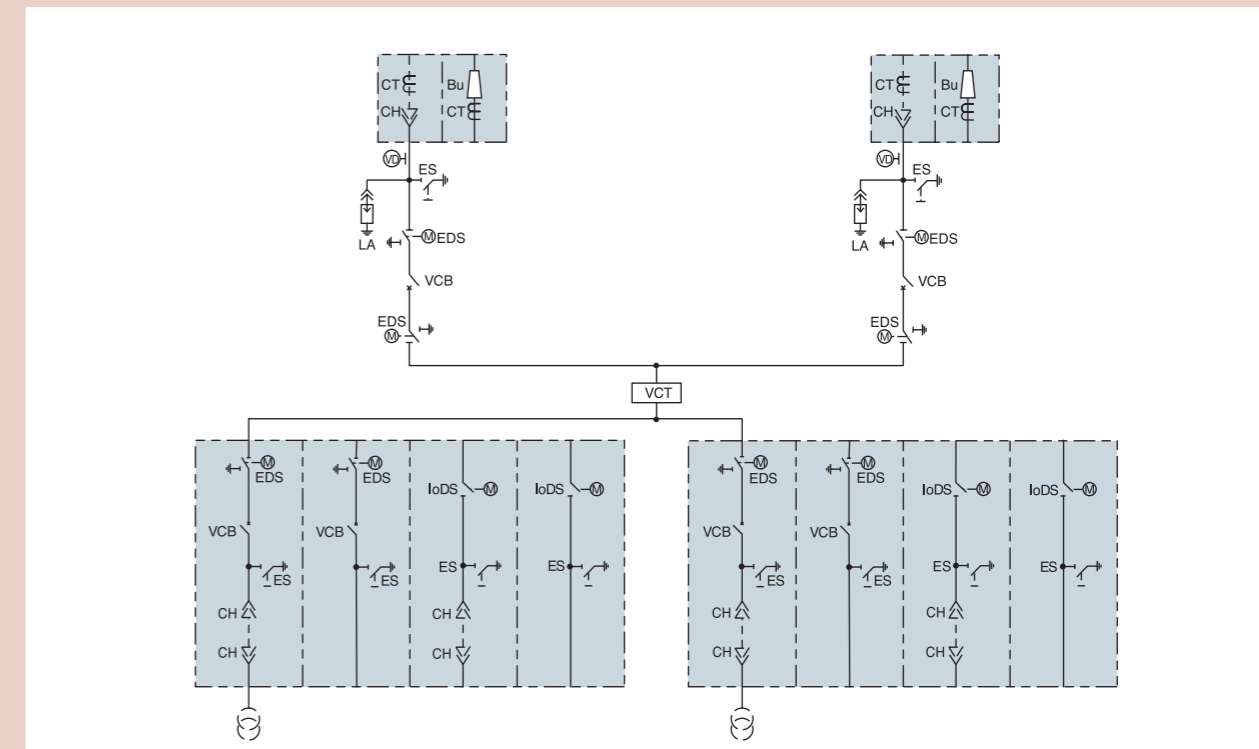 CT Bu CT Bu
CH CT CH CT
VD VD
ES ES
LA LA
M EDS M EDS
VCB VCB
EDS EDS
M M
VCT
M M M M
EDS EDS EDS EDS
IoDS M IoDS M IoDS M IoDS M
VCB VCB VCB VCB
ES ES ES ES
ES ES ES ES
CH CH CH CH
CH CH CH CH